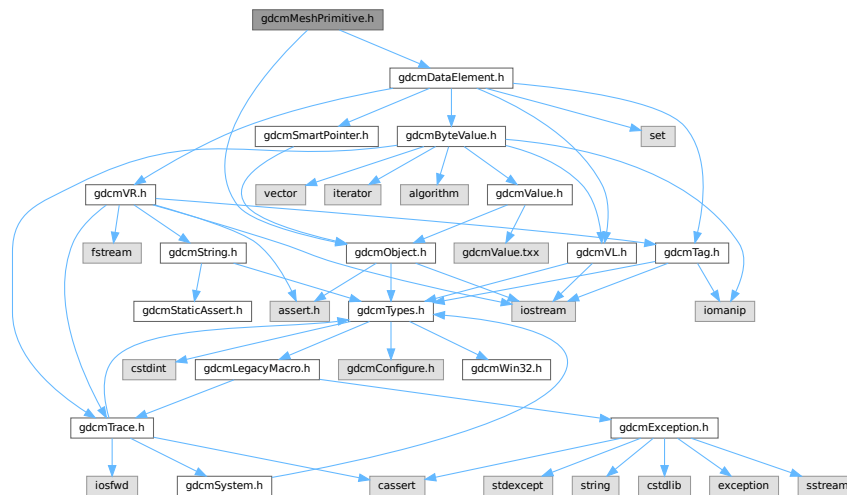 gdcmMeshPrimitive.h
gdcmDataElement.h
gdcmSmartPointer.h
gdcmByteValue.h
set
gdcmVR.h
vector
iterator
algorithm
gdcmValue.h
fstream
gdcmString.h
gdcmObject.h
gdcmValue.txx
gdcmVL.h
gdcmTag.h
gdcmStaticAssert.h
assert.h
gdcmTypes.h
iostream
iomanip
cstdint
gdcmLegacyMacro.h
gdcmConfigure.h
gdcmWin32.h
gdcmTrace.h
gdcmException.h
iosfwd
gdcmSystem.h
cassert
stdexcept
string
cstdlib
exception
sstream